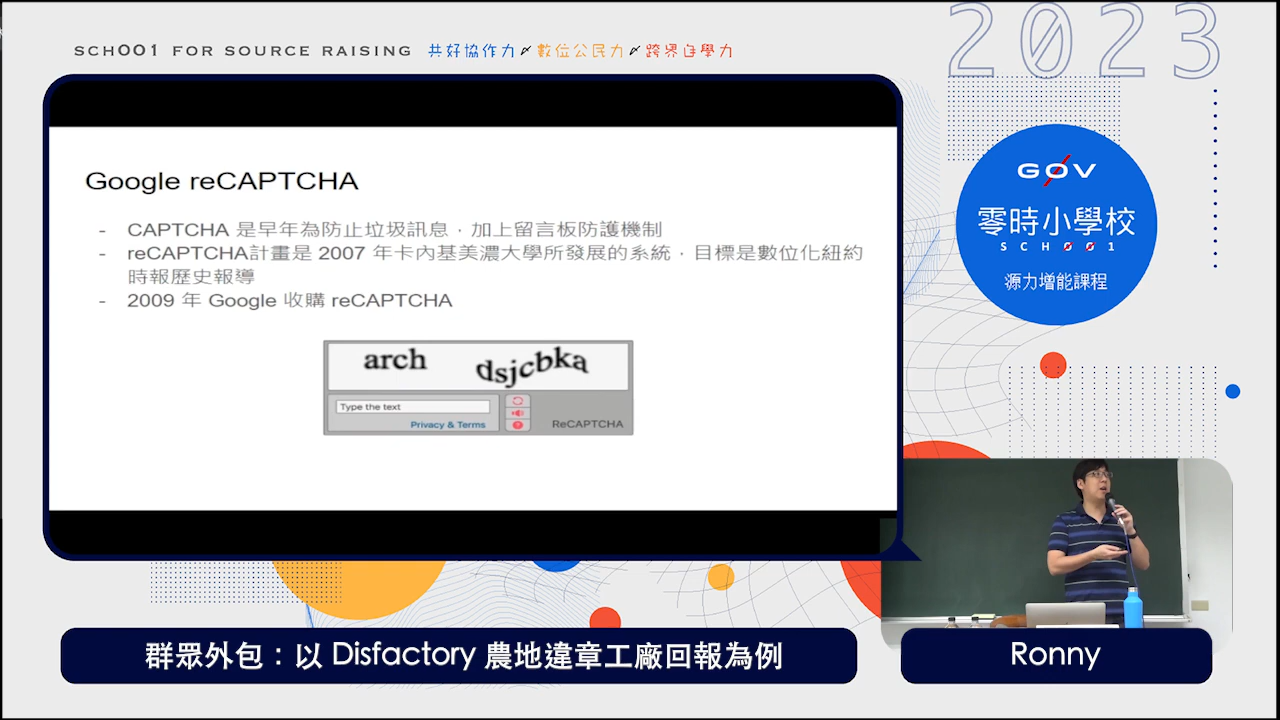 SCH001 FOR SOURCE RAISING 共好協作力〆數位公民力〆跨界自學力
2023
Google reCAPTCHA
- CAPTCHA 是早年為防止垃圾訊息，加上留言板防護機制
- reCAPTCHA計畫是 2007 年卡內基美濃大學所發展的系統，目標是數位化紐約
時報歷史報導
- 2009 年 Google 收購 reCAPTCHA
arch dsjcbka
Type the text
Privacy & Terms
ReCAPTCHA
G0V
零時小學校
SCH001
源力增能課程
群眾外包：以 Disfactory 農地違章工廠回報為例
Ronny